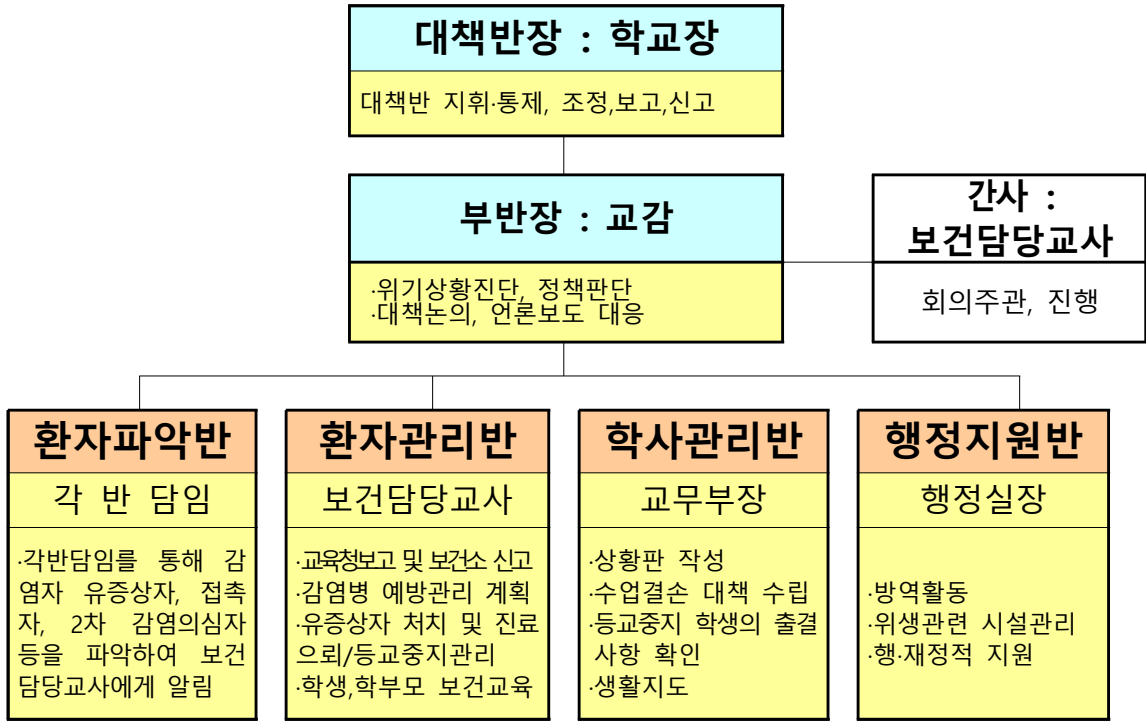 대책반장 : 학교장
대책반 지휘·통제, 조정,보고,신고
부반장 : 교감
·위기상황진단, 정책판단
·대책논의, 언론보도 대응
간사 :
보건담당교사
회의주관, 진행
환자파악반
각 반 담임
·각반담임를 통해 감
염자 유증상자, 접촉
자, 2차 감염의심자
등을 파악하여 보건
담당교사에게 알림
환자관리반
보건담당교사
·교육청보고 및 보건소 신고
·감염병 예방관리 계획
·유증상자 처치 및 진료
으뢰/등교중지관리
·학생,학부모 보건교육
학사관리반
교무부장
·상황판 작성
·수업결손 대책 수립
·등교중지 학생의 출결
사항 확인
·생활지도
행정지원반
행정실장
·방역활동
·위생관련 시설관리
·행·재정적 지원